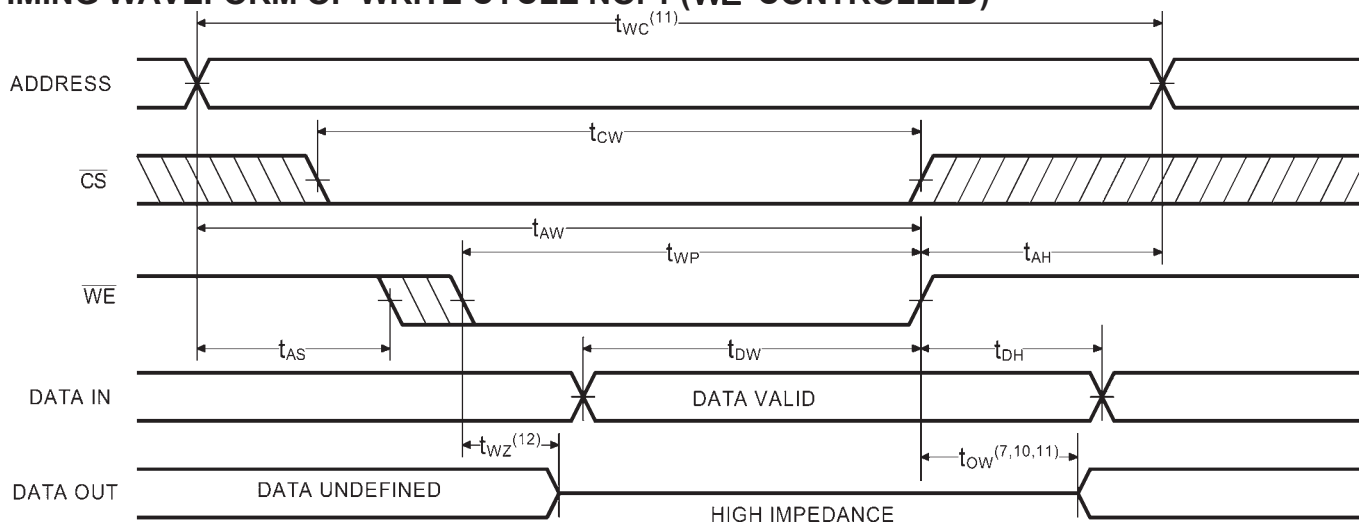 IMING WAVEFORM OF WRITE CYCLE NO. 1 (WE CONTROLLED)
tWC(11)
ADDRESS
tCW
CS
tAW
tWP
tAH
WE
tAS
tDW
tDH
DATA IN
DATA VALID
tWZ(12)
tOW(7,10,11)
DATA OUT
DATA UNDEFINED
HIGH IMPEDANCE